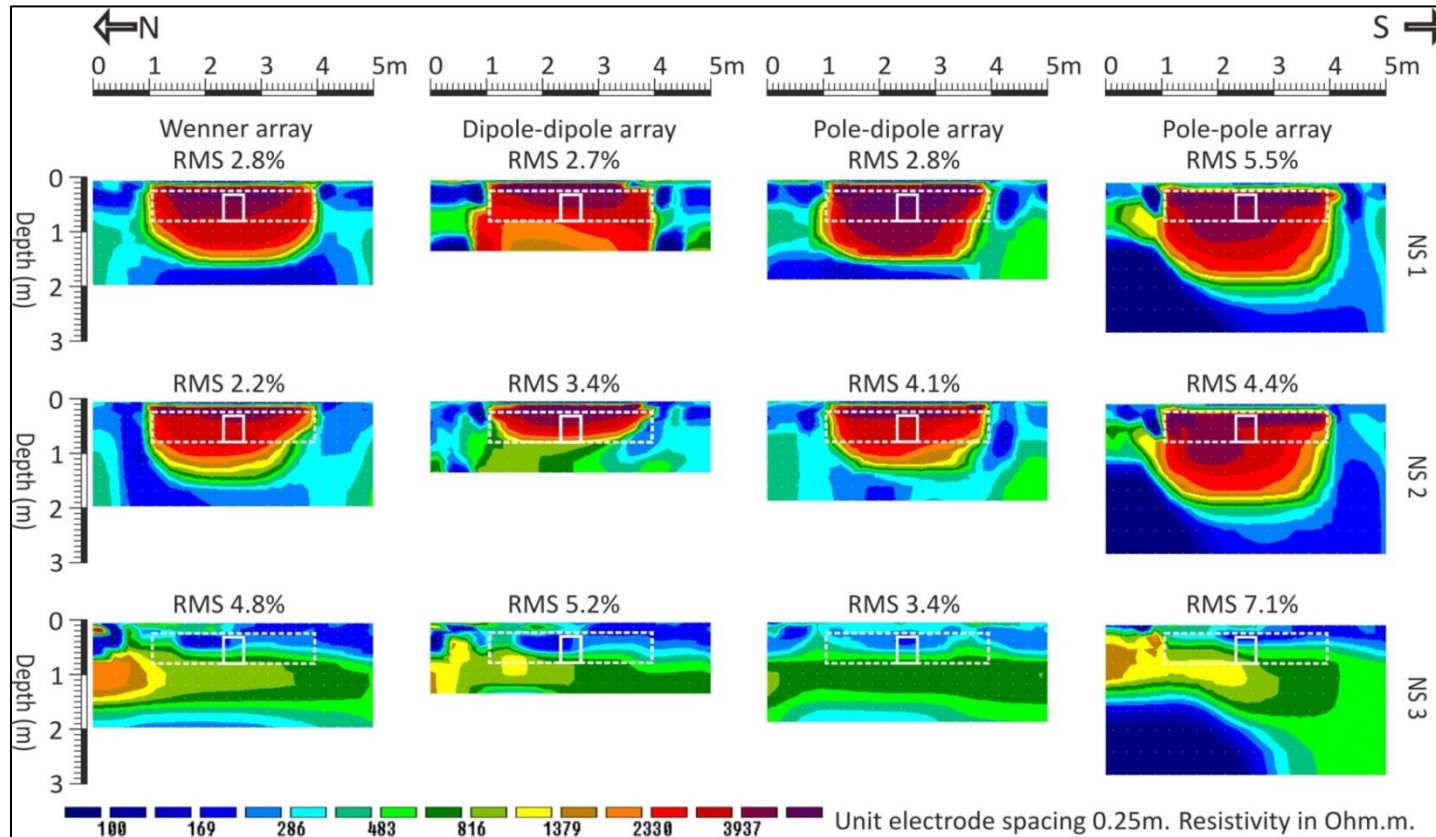 N S
0 1 2 3 4 5m 0 1 2 3 4 5m 0 1 2 3 4 5m 0 1 2 3 4 5m
Wenner array Dipole-dipole array Pole-dipole array Pole-pole array
RMS 2.8% RMS 2.7% RMS 2.8% RMS 5.5%
0
1
2
3
Depth (m)
NS 1
RMS 2.2% RMS 3.4% RMS 4.1% RMS 4.4%
0
1
2
3
Depth (m)
NS 2
RMS 4.8% RMS 5.2% RMS 3.4% RMS 7.1%
0
1
2
3
Depth (m)
NS 3
100 169 286 483 816 1379 2330 3937
Unit electrode spacing 0.25m. Resistivity in Ohm.m.